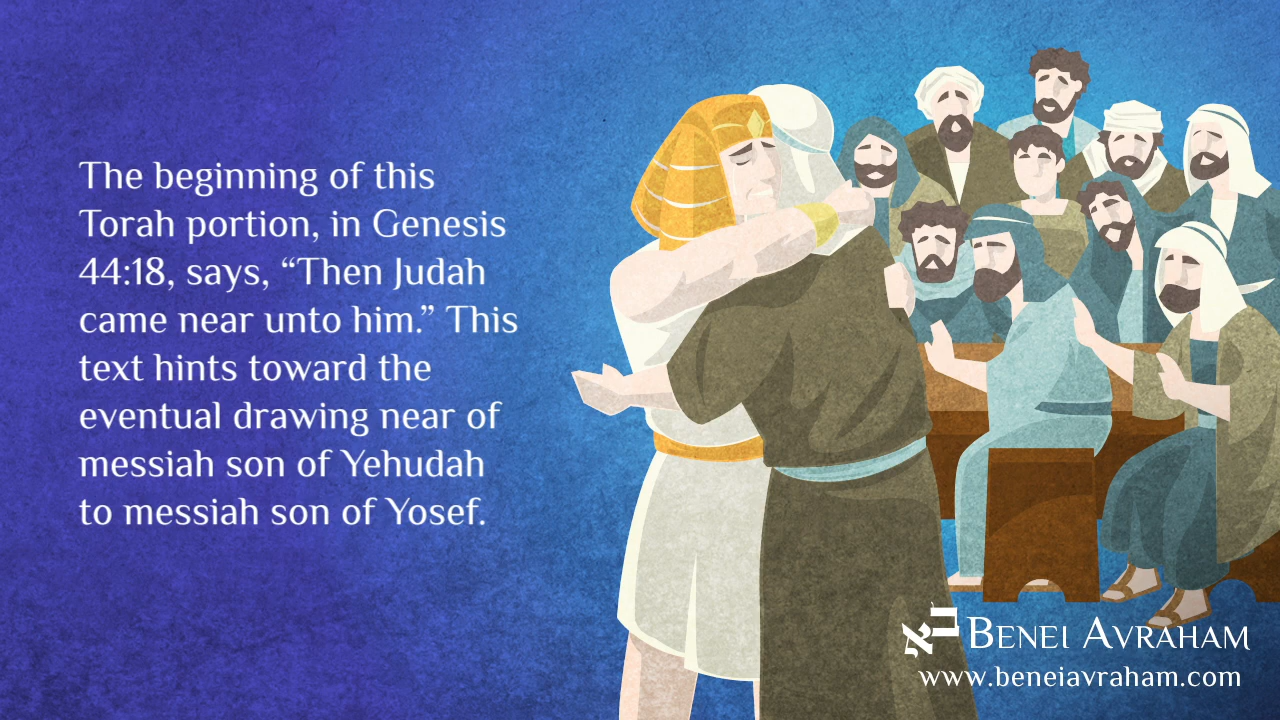 The beginning of this
Torah portion, in Genesis
44:18, says, “Then Judah
came near unto him.” This
text hints toward the
eventual drawing near of
messiah son of Yehudah
to messiah son of Yosef.
בא BENEI AVRAHAM
www.beneiavraham.com